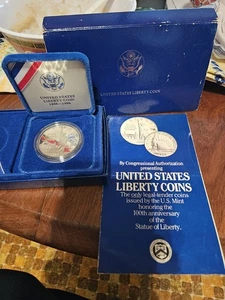 UNITED STATES LIBERTY COIN
UNITED STATES
LIBERTY COIN
1886-1986
By Congressional Authorization
presenting
UNITED STATES
LIBERTY COINS
The only legal-tender coins
issued by the U.S. Mint
honoring the
100th anniversary
of the
Statue of Liberty.